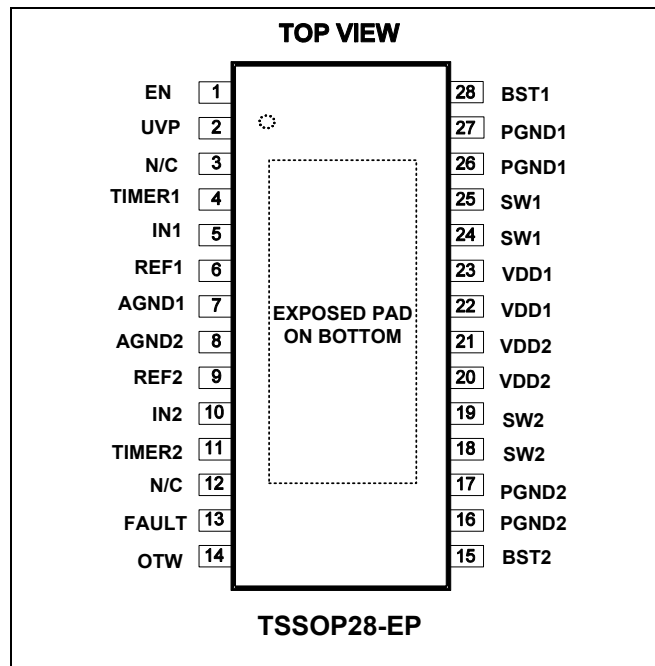 TOP VIEW
EN 1 28 BST1
UVP 2 27 PGND1
N/C 3 26 PGND1
TIMER1 4 25 SW1
IN1 5 24 SW1
REF1 6 23 VDD1
AGND1 7 22 VDD1
EXPOSED PAD
ON BOTTOM
AGND2 8 21 VDD2
REF2 9 20 VDD2
IN2 10 19 SW2
TIMER2 11 18 SW2
N/C 12 17 PGND2
FAULT 13 16 PGND2
OTW 14 15 BST2
TSSOP28-EP